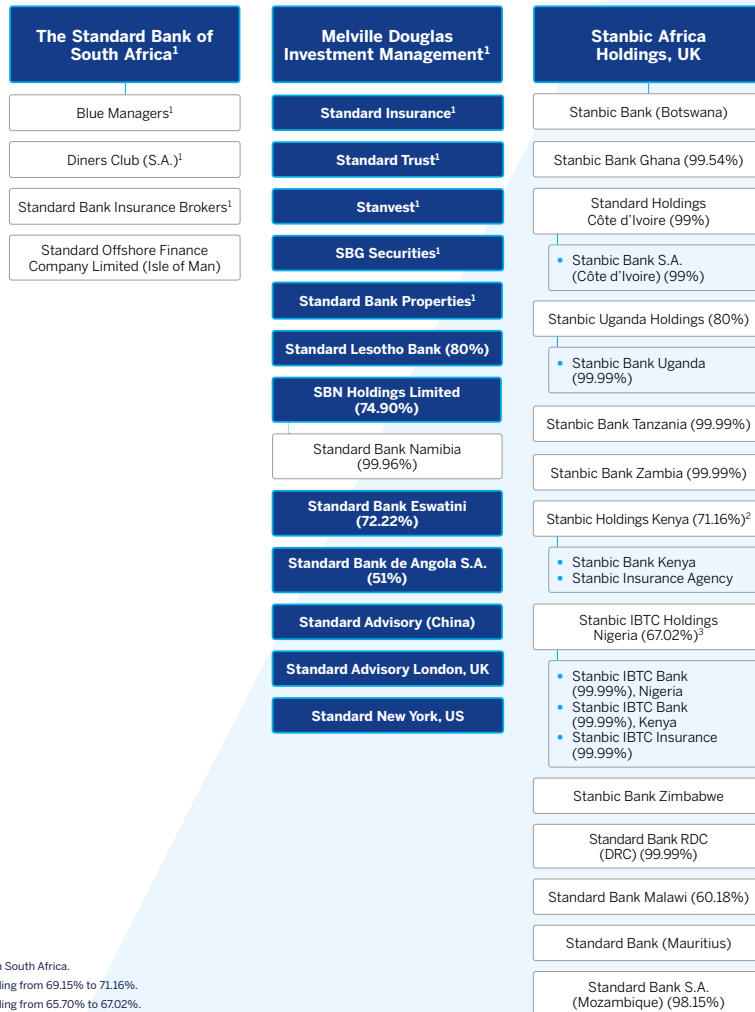 The Standard Bank of
South Africa¹
Blue Managers¹
Diners Club (S.A.)¹
Standard Bank Insurance Brokers¹
Standard Offshore Finance
Company Limited (Isle of Man)
Melville Douglas
Investment Management¹
Standard Insurance¹
Standard Trust¹
Stanvest¹
SBG Securities¹
Standard Bank Properties¹
Standard Lesotho Bank (80%)
SBN Holdings Limited
(74.90%)
Standard Bank Namibia
(99.96%)
Standard Bank Eswatini
(72.22%)
Standard Bank de Angola S.A.
(51%)
Standard Advisory (China)
Standard Advisory London, UK
Standard New York, US
Stanbic Africa
Holdings, UK
Stanbic Bank (Botswana)
Stanbic Bank Ghana (99.54%)
Standard Holdings
Côte d’Ivoire (99%)
• Stanbic Bank S.A.
(Côte d’Ivoire) (99%)
Stanbic Uganda Holdings (80%)
• Stanbic Bank Uganda
(99.99%)
Stanbic Bank Tanzania (99.99%)
Stanbic Bank Zambia (99.99%)
Stanbic Holdings Kenya (71.16%)²
• Stanbic Bank Kenya
• Stanbic Insurance Agency
Stanbic IBTC Holdings
Nigeria (67.02%)³
• Stanbic IBTC Bank
(99.99%), Nigeria
• Stanbic IBTC Bank
(99.99%), Kenya
• Stanbic IBTC Insurance
(99.99%)
Stanbic Bank Zimbabwe
Standard Bank RDC
(DRC) (99.99%)
Standard Bank Malawi (60.18%)
Standard Bank (Mauritius)
Standard Bank S.A.
(Mozambique) (98.15%)
South Africa.
from 69.15% to 71.16%.
from 65.70% to 67.02%.